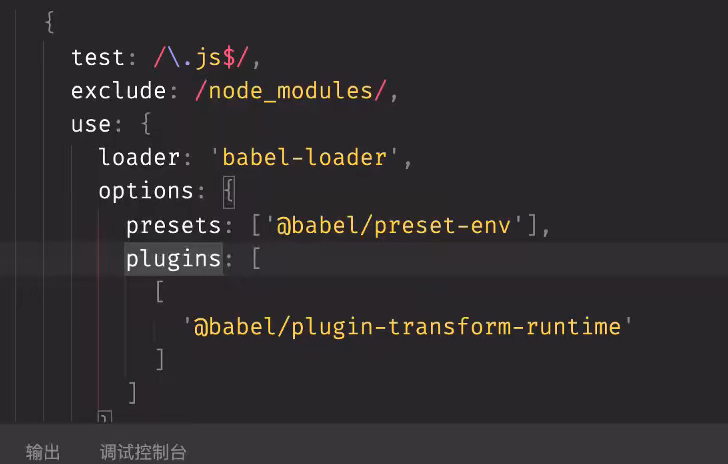 {
test: /\.js$/,
exclude: /node_modules/,
use: {
loader: 'babel-loader',
options: {
presets: ['@babel/preset-env'],
plugins: [
[
'@babel/plugin-transform-runtime'
]
]
}
输出 调试控制台